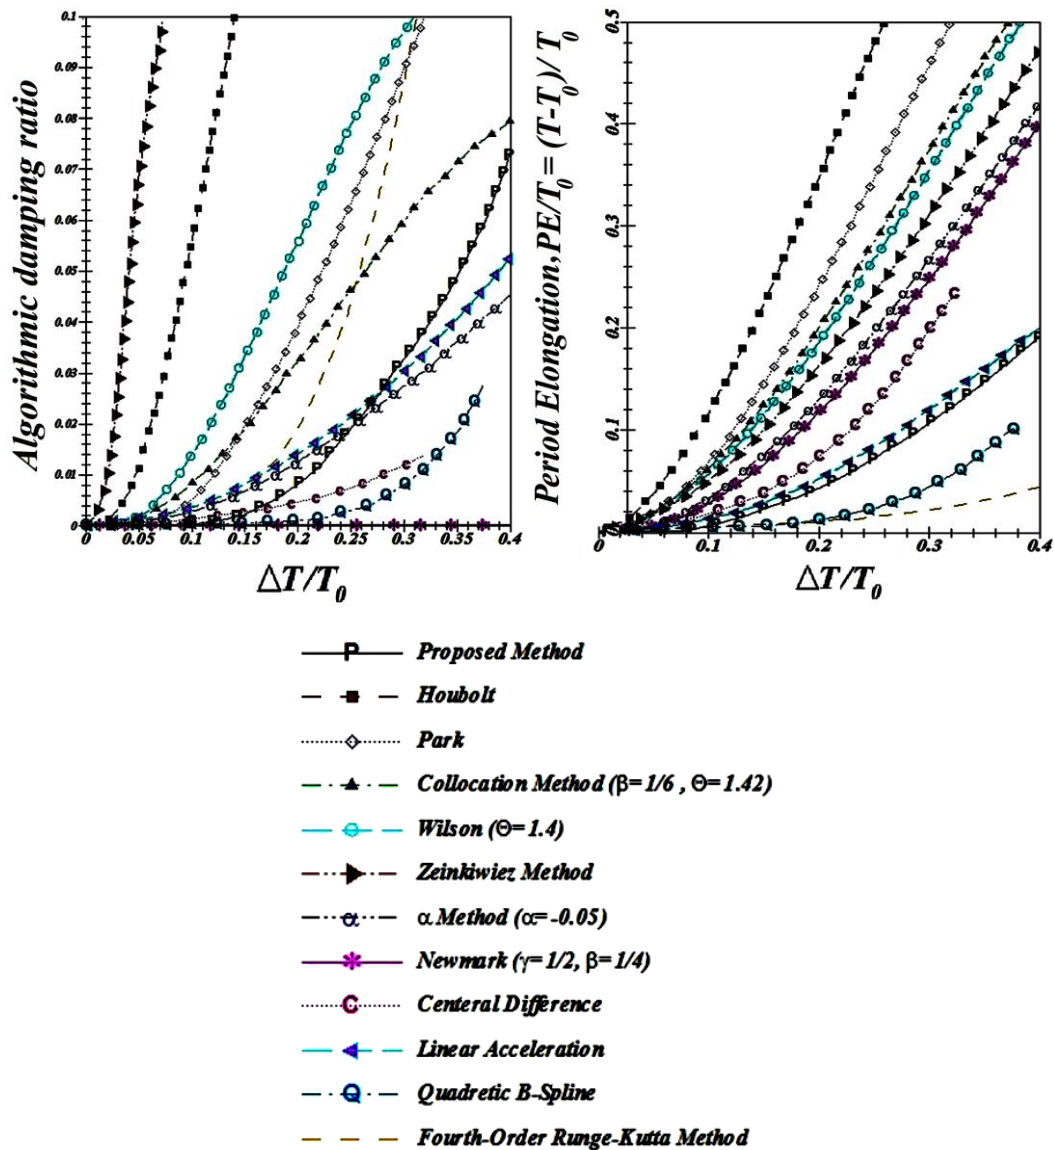 Algorithmic damping ratio
0.1
0.09
0.08
0.07
0.06
0.05
0.04
0.03
0.02
0.01
0
0 0.05 0.1 0.15 0.2 0.25 0.3 0.35 0.4
ΔT/T₀
Period Elongation, PE/T₀ = (T-T₀)/ T₀
0.5
0.4
0.3
0.2
0.1
0
0 0.1 0.2 0.3 0.4
ΔT/T₀
P Proposed Method
Houbolt
Park
Collocation Method (β=1/6 , Θ=1.42)
Wilson (Θ=1.4)
Zeinkiwiez Method
α α Method (α=-0.05)
Newmark (γ=1/2, β=1/4)
C Centeral Difference
Linear Acceleration
Q Quadretic B-Spline
Fourth-Order Runge-Kutta Method